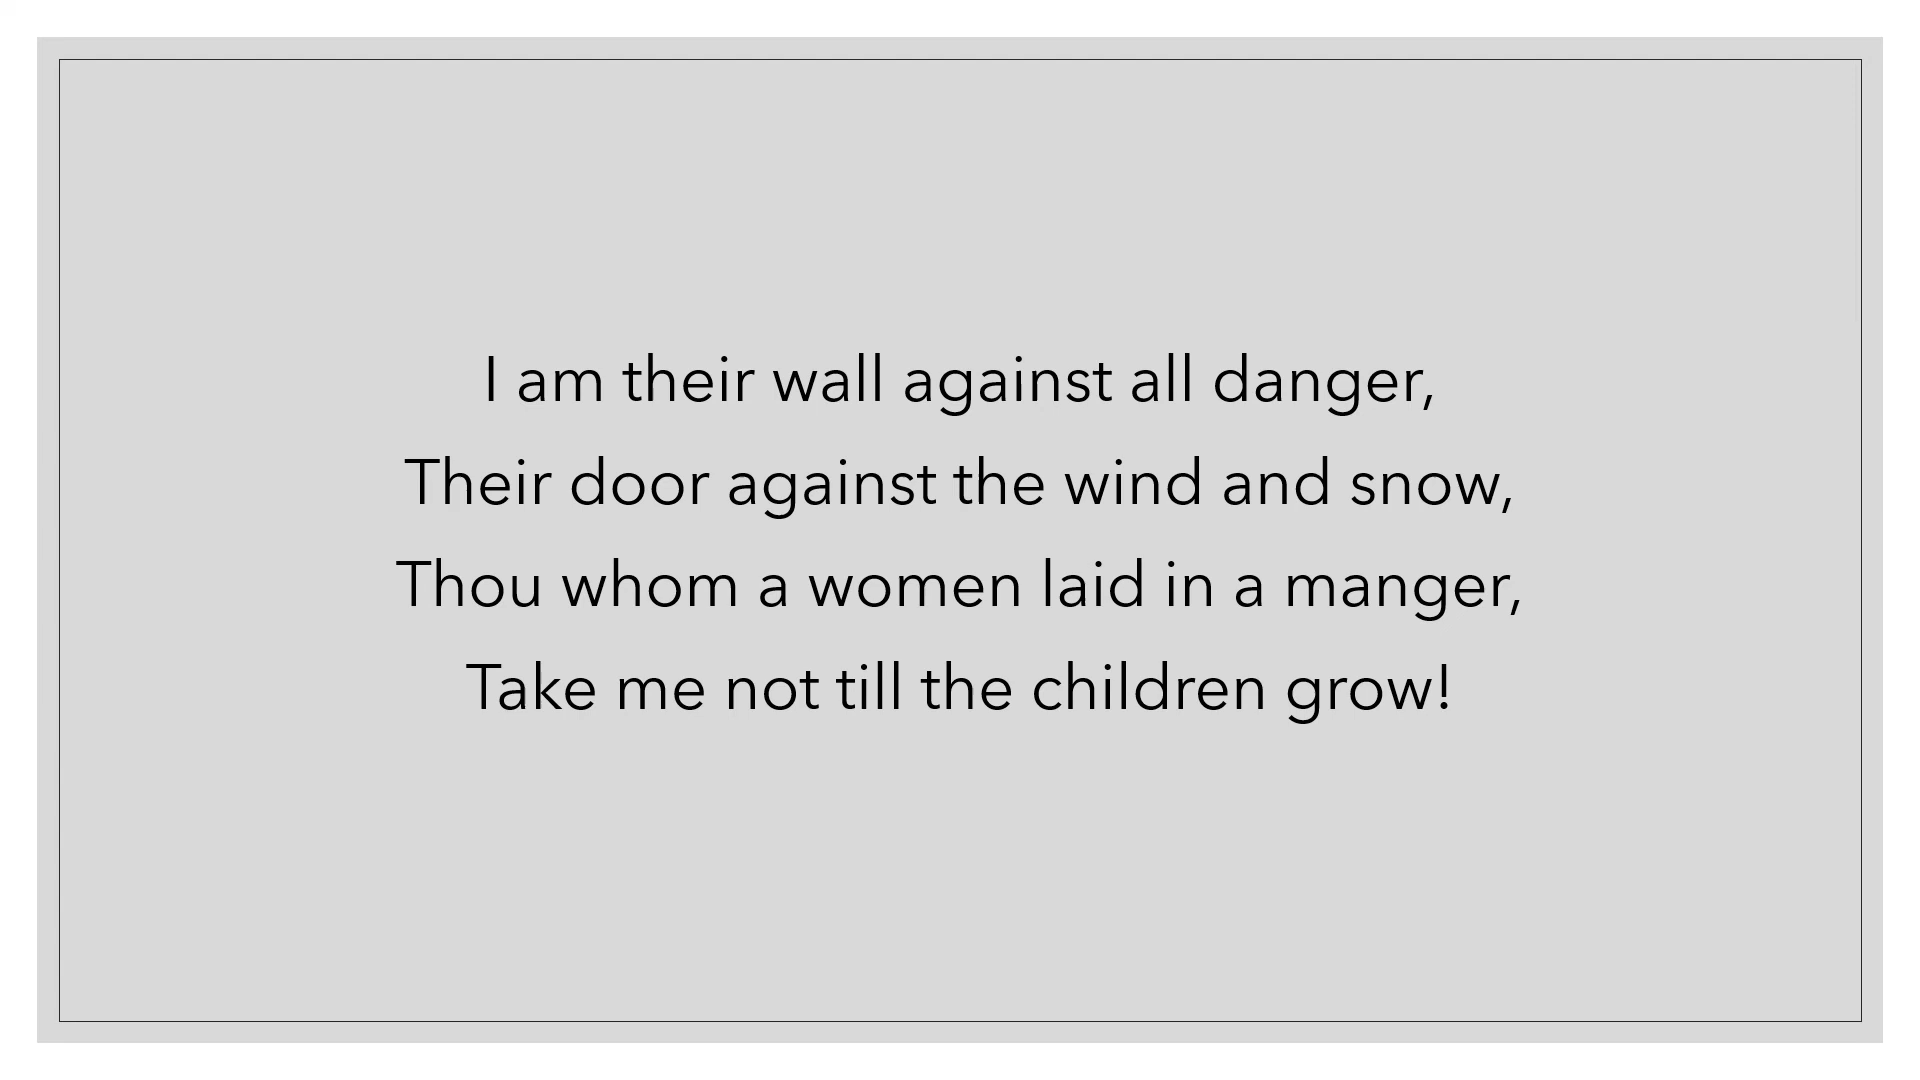 I am their wall against all danger,
Their door against the wind and snow,
Thou whom a women laid in a manger,
Take me not till the children grow!